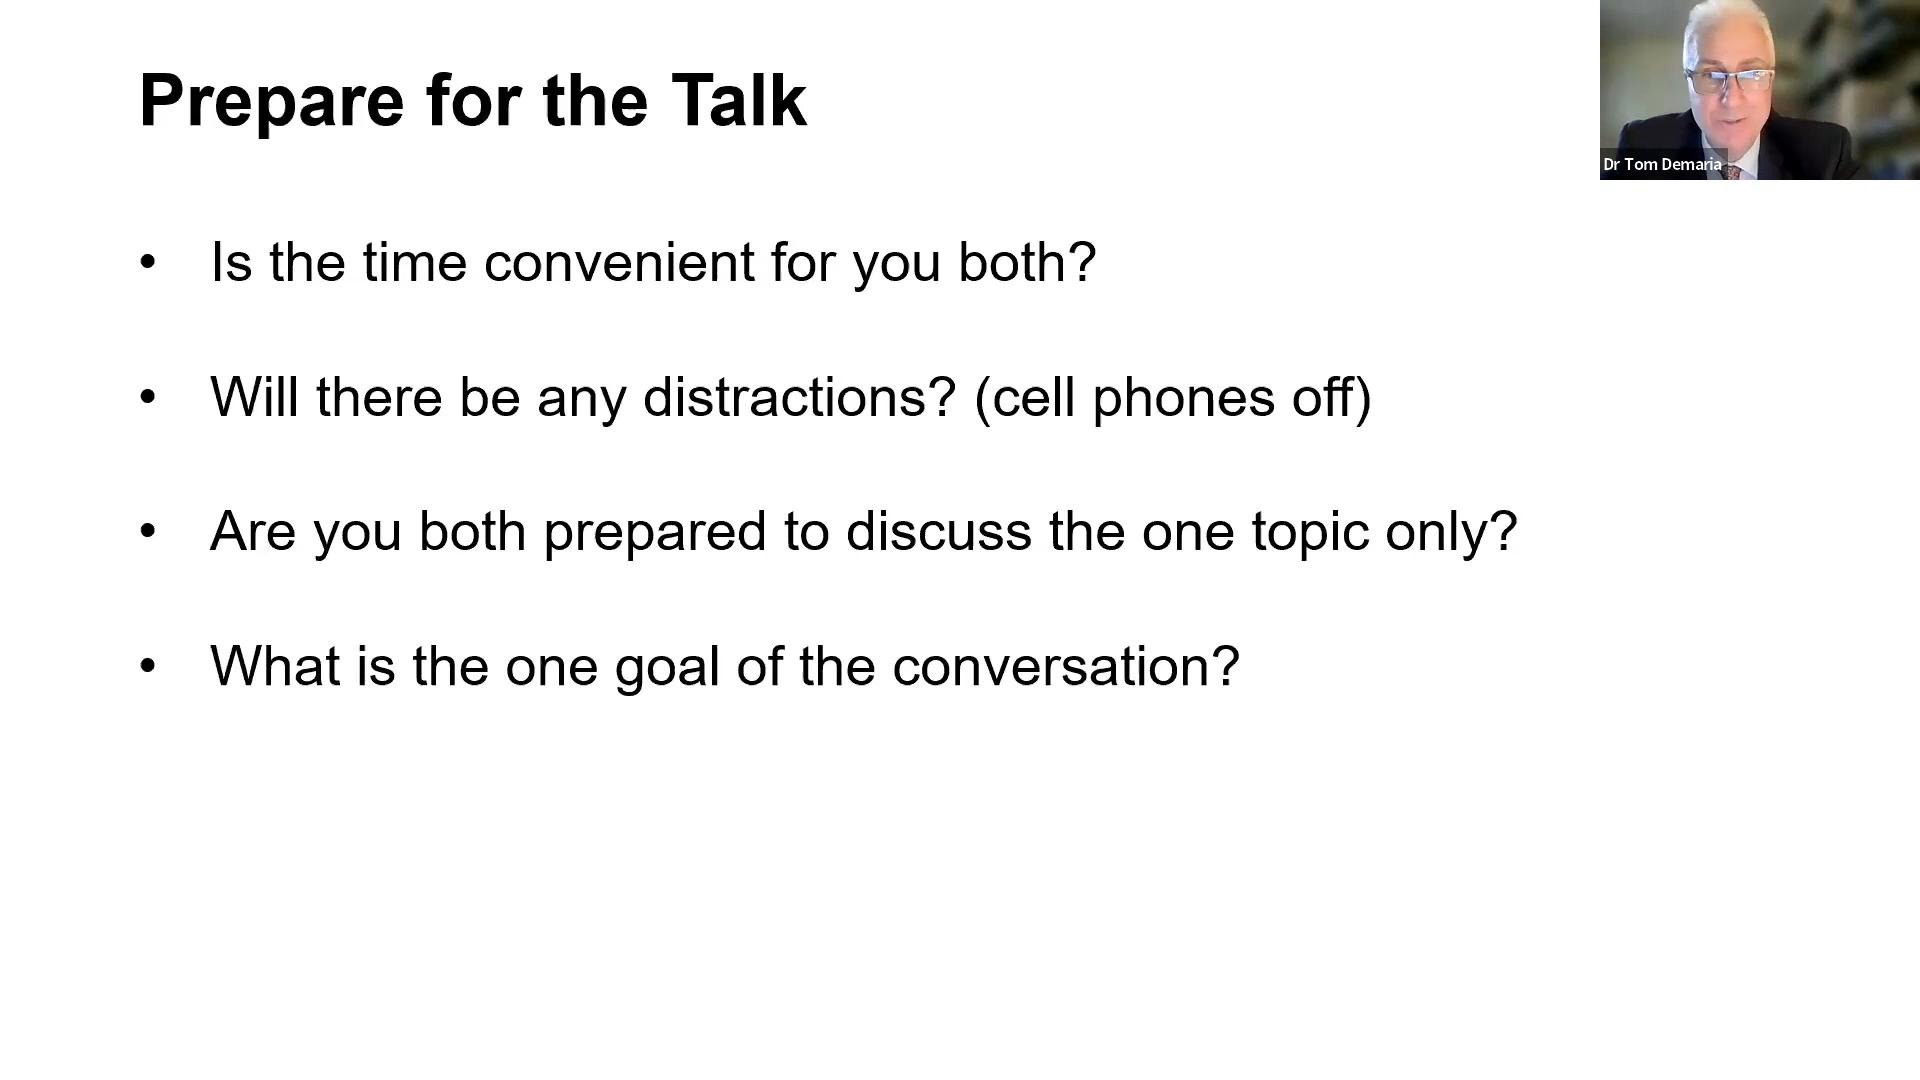 Prepare for the Talk
Dr Tom Demaria
• Is the time convenient for you both?
• Will there be any distractions? (cell phones off)
• Are you both prepared to discuss the one topic only?
• What is the one goal of the conversation?